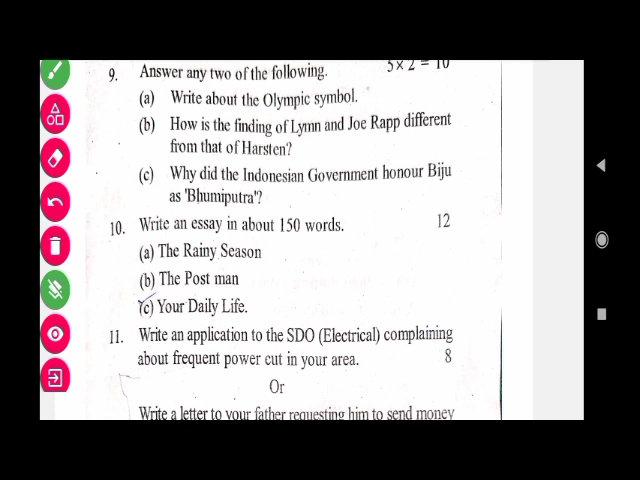 5 × 2 = 10
9. Answer any two of the following.
(a) Write about the Olympic symbol.
(b) How is the finding of Lymn and Joe Rapp different
from that of Harsten?
(c) Why did the Indonesian Government honour Biju
as 'Bhumiputra'?
10. Write an essay in about 150 words. 12
(a) The Rainy Season
(b) The Post man
(c) Your Daily Life.
11. Write an application to the SDO (Electrical) complaining
about frequent power cut in your area. 8
Or
Write a letter to your father requesting him to send money